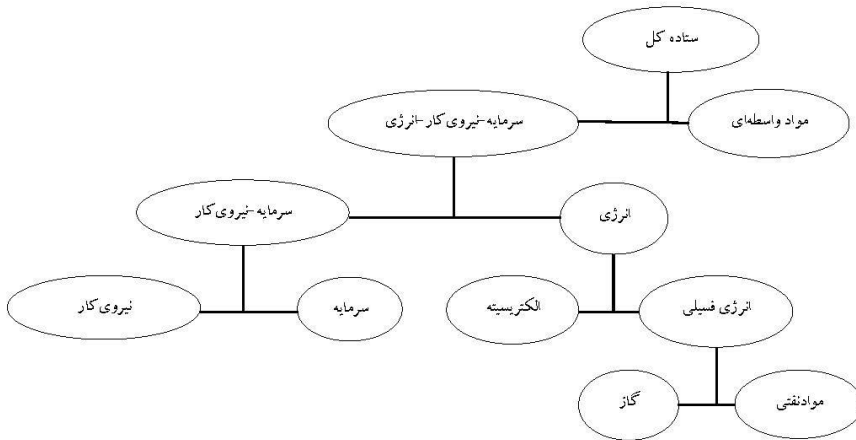 ستاده کل
مواد واسطه‌ای
سرمایه-نیروی کار-انرژی
انرژی
سرمایه-نیروی کار
انرژی فسیلی
الکتریسیته
سرمایه
نیروی کار
موادنفتی
گاز